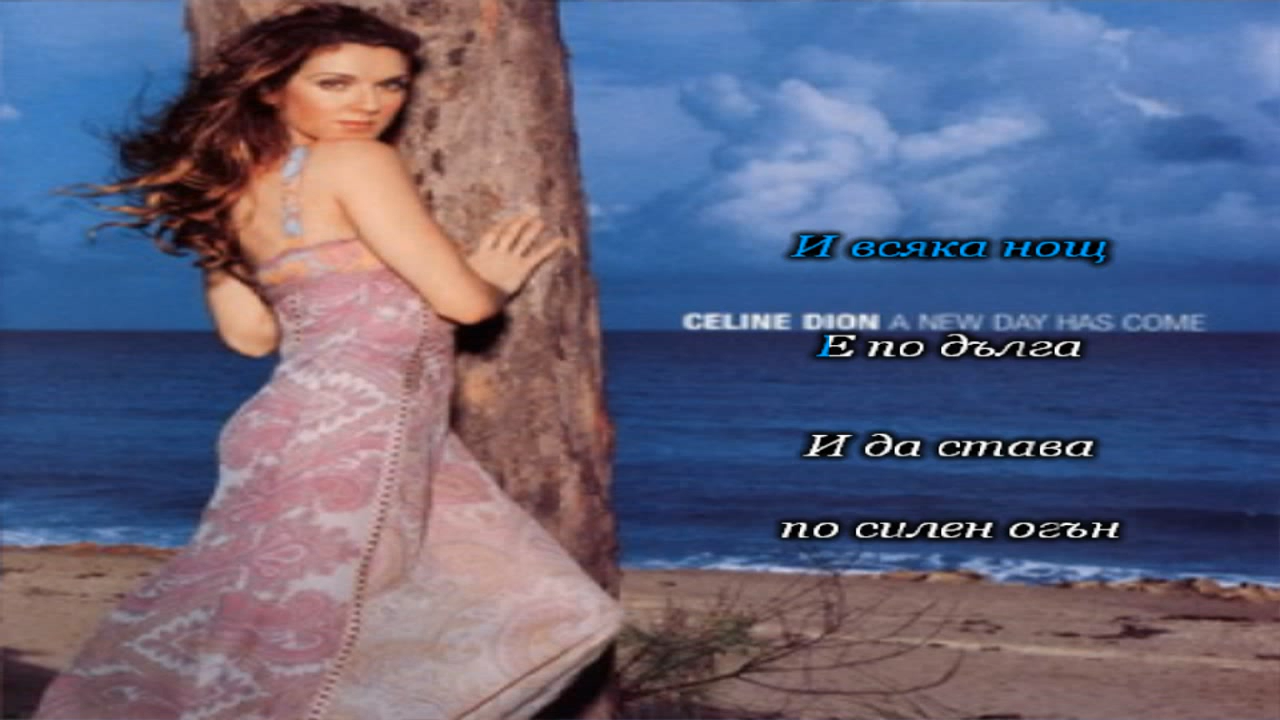 И всяка нощ
CELINE DION A NEW DAY HAS COME
Е по дълга
И да става
по силен огън